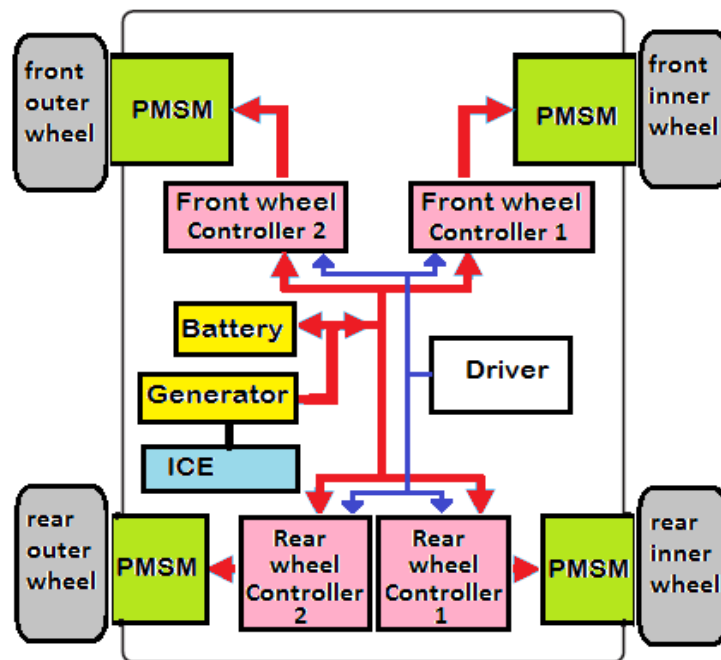 front
outer
wheel
PMSM
PMSM
front
inner
wheel
Front wheel
Controller 2
Front wheel
Controller 1
Battery
Generator
Driver
ICE
rear
outer
wheel
PMSM
Rear
wheel
Controller
2
Rear
wheel
Controller
1
PMSM
rear
inner
wheel